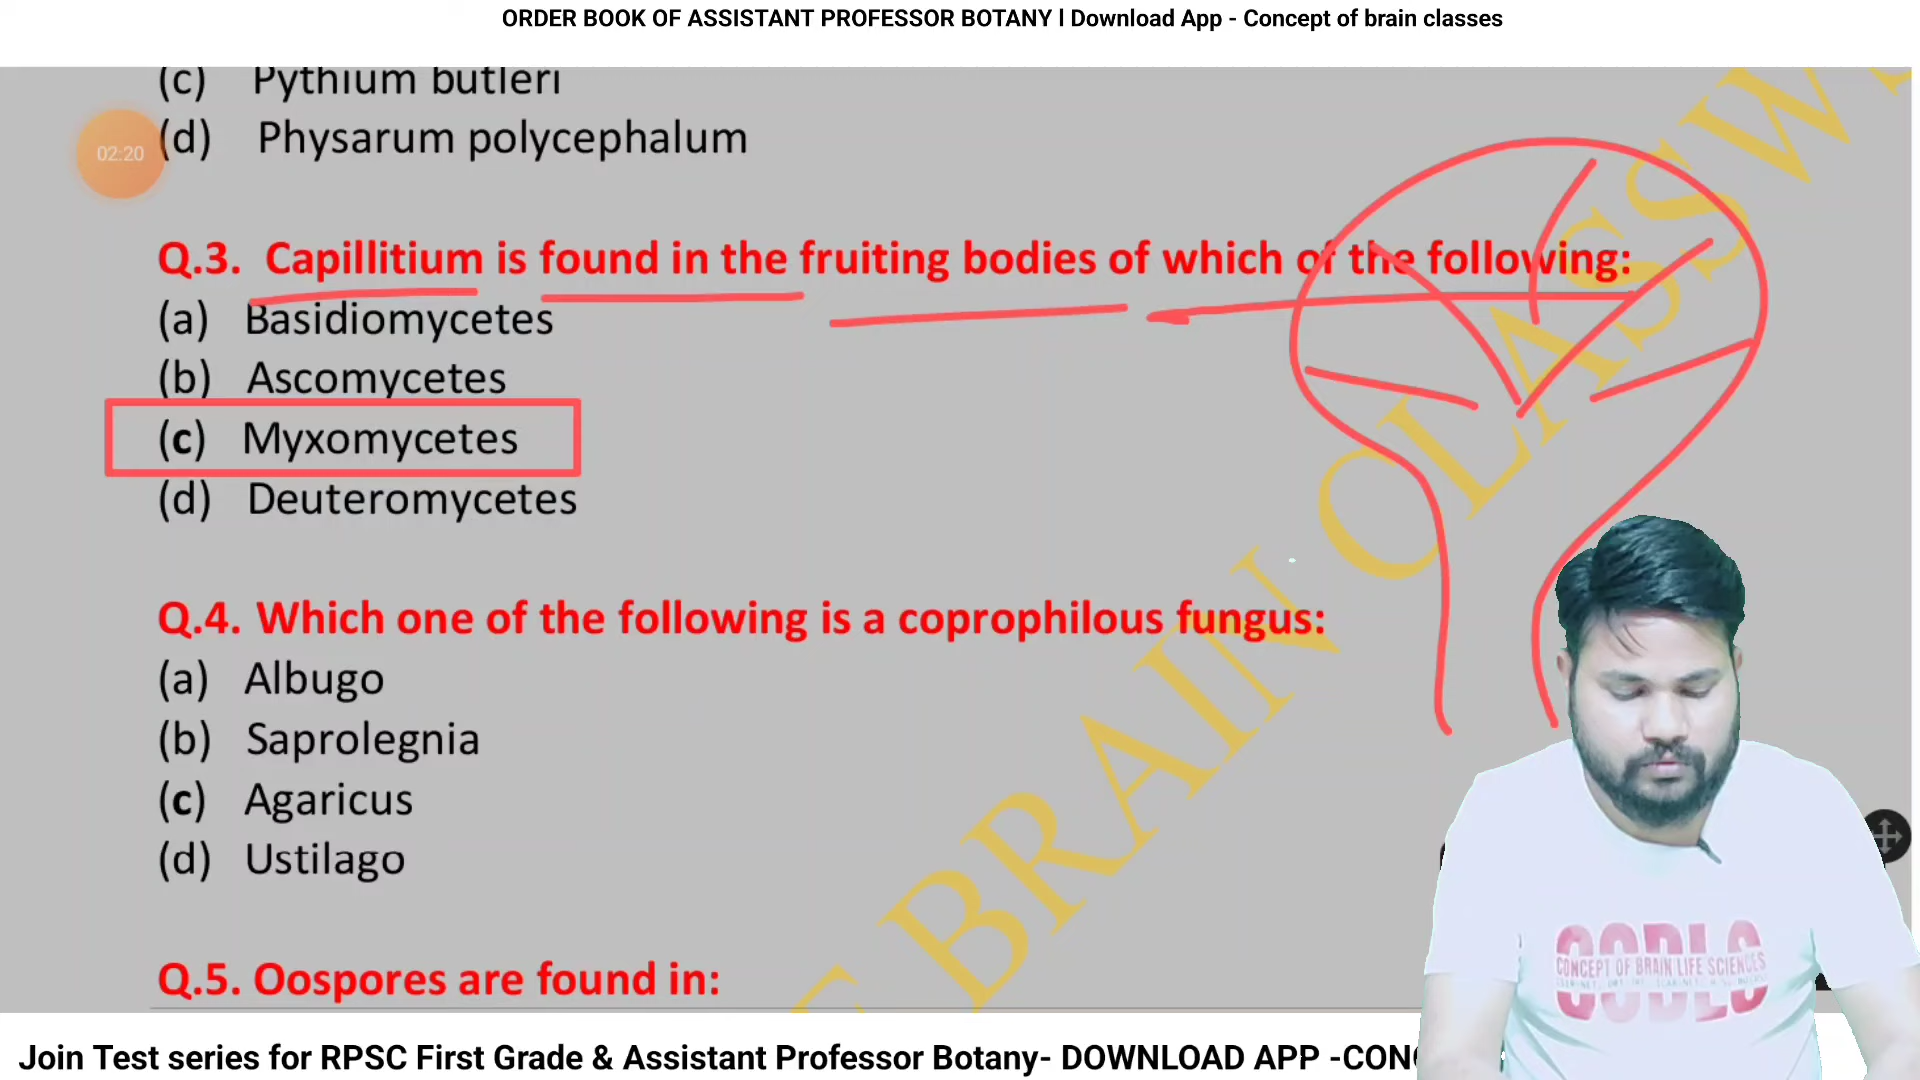 ORDER BOOK OF ASSISTANT PROFESSOR BOTANY l Download App - Concept of brain classes
(c) Pythium butleri
02:20
(d) Physarum polycephalum
Q.3. Capillitium is found in the fruiting bodies of which of the following:
(a) Basidiomycetes
(b) Ascomycetes
(c) Myxomycetes
(d) Deuteromycetes
Q.4. Which one of the following is a coprophilous fungus:
(a) Albugo
(b) Saprolegnia
(c) Agaricus
(d) Ustilago
Q.5. Oospores are found in:
BRAIN CLASSW
CONCEPT OF BRAIN LIFE SCIENCES
Join Test series for RPSC First Grade & Assistant Professor Botany- DOWNLOAD APP -CON